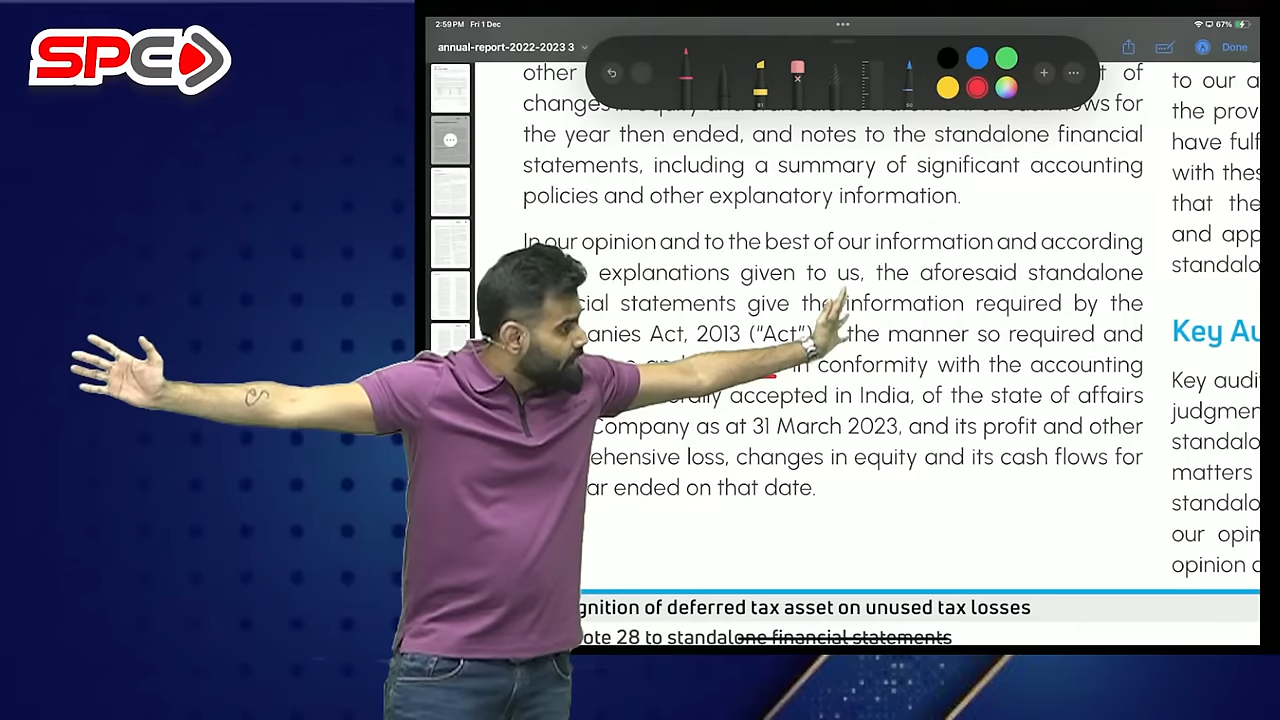 SPC
2:59 PM Fri 1 Dec
67%
annual-report-2022-2023 3
Done
other of
changes ws for
the year then ended, and notes to the standalone financial
statements, including a summary of significant accounting
policies and other explanatory information.
In our opinion and to the best of our information and according
explanations given to us, the aforesaid standalone
cial statements give the information required by the
anies Act, 2013 (“Act”) the manner so required and
in conformity with the accounting
rally accepted in India, of the state of affairs
Company as at 31 March 2023, and its profit and other
ehensive loss, changes in equity and its cash flows for
ar ended on that date.
gnition of deferred tax asset on unused tax losses
ote 28 to standalone financial statements
to our a
the prov
have fulf
with thes
that the
and app
standalo
Key Au
Key audi
judgmen
standalo
matters
standalo
our opin
opinion o